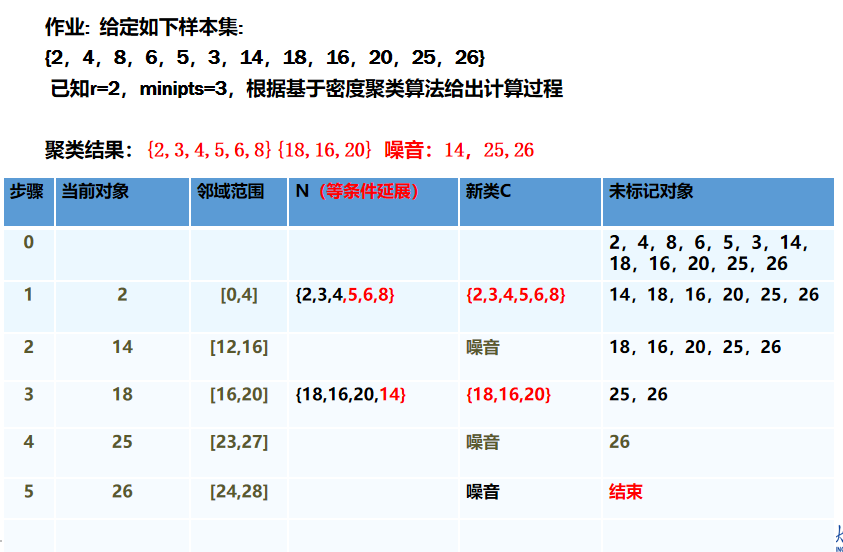 作业: 给定如下样本集:
{2, 4, 8, 6, 5, 3, 14, 18, 16, 20, 25, 26}
已知r=2, minipts=3, 根据基于密度聚类算法给出计算过程
聚类结果: {2,3,4,5,6,8} {18,16,20} 噪音: 14, 25,26
步骤 当前对象 邻域范围 N（等条件延展） 新类C 未标记对象
0 2, 4, 8, 6, 5, 3, 14,
18, 16, 20, 25, 26
1 2 [0,4] {2,3,4,5,6,8} {2,3,4,5,6,8} 14, 18, 16, 20, 25, 26
2 14 [12,16] 噪音 18, 16, 20, 25, 26
3 18 [16,20] {18,16,20,14} {18,16,20} 25, 26
4 25 [23,27] 噪音 26
5 26 [24,28] 噪音 结束